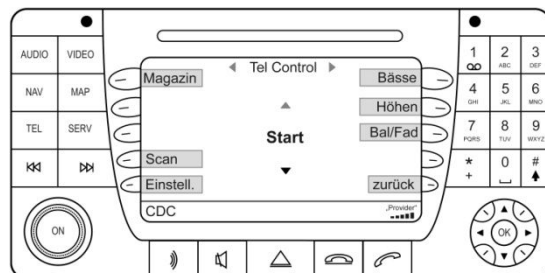 AUDIO VIDEO
NAV MAP
TEL SERV
ON
Tel Control
Magazin
Bässe
Höhen
Start
Bal/Fad
Scan
Einstell.
zurück
CDC
„Provider"
1 2 ABC 3 DEF
4 GHI 5 JKL 6 MNO
7 PQRS 8 TUV 9 WXYZ
* + 0 #
OK